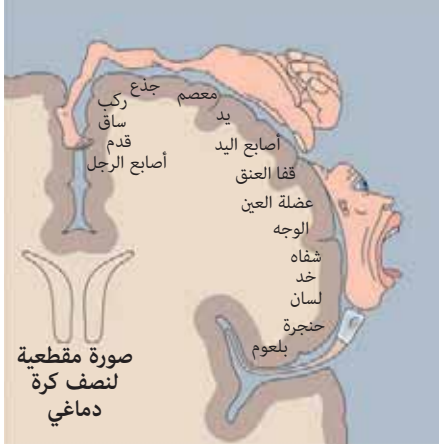 جذع
ركب
ساق
قدم
أصابع الرجل
معصم
يد
أصابع اليد
قفا العنق
عضلة العين
الوجه
شفاه
خد
لسان
حنجرة
بلعوم
صورة مقطعية
لنصف كرة
دماغي